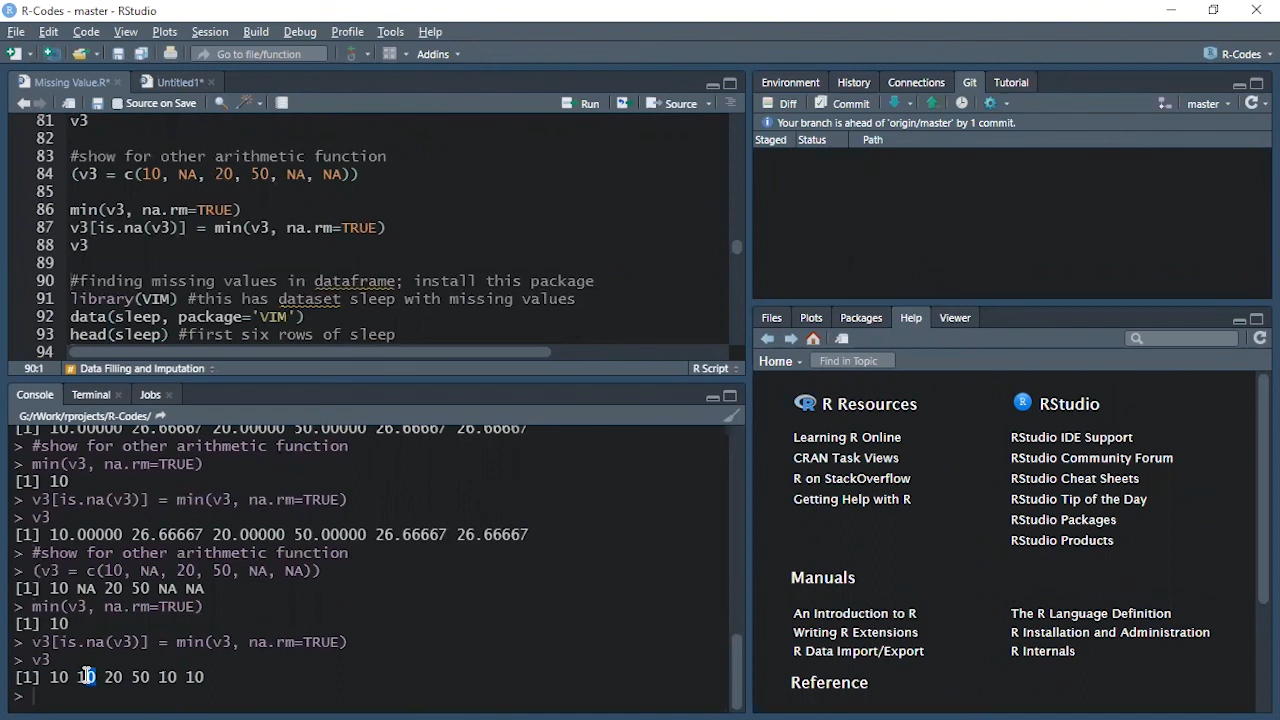 R-Codes - master - RStudio
File Edit Code View Plots Session Build Debug Profile Tools Help
Go to file/function Addins R-Codes
Missing Value.R* Untitled1*
Source on Save Run Source
81 v3
82
83 #show for other arithmetic function
84 (v3 = c(10, NA, 20, 50, NA, NA))
85
86 min(v3, na.rm=TRUE)
87 v3[is.na(v3)] = min(v3, na.rm=TRUE)
88 v3
89
90 #finding missing values in dataframe; install this package
91 library(VIM) #this has dataset sleep with missing values
92 data(sleep, package='VIM')
93 head(sleep) #first six rows of sleep
94
90:1 # Data Filling and Imputation R Script
Console Terminal Jobs
G:/rWork/rprojects/R-Codes/
[1] 10.00000 26.66667 20.00000 50.00000 26.66667 26.66667
> #show for other arithmetic function
> min(v3, na.rm=TRUE)
[1] 10
> v3[is.na(v3)] = min(v3, na.rm=TRUE)
> v3
[1] 10.00000 26.66667 20.00000 50.00000 26.66667 26.66667
> #show for other arithmetic function
> (v3 = c(10, NA, 20, 50, NA, NA))
[1] 10 NA 20 50 NA NA
> min(v3, na.rm=TRUE)
[1] 10
> v3[is.na(v3)] = min(v3, na.rm=TRUE)
> v3
[1] 10 10 20 50 10 10
>
Environment History Connections Git Tutorial
Diff Commit master
Your branch is ahead of 'origin/master' by 1 commit.
Staged Status Path
Files Plots Packages Help Viewer
Home Find in Topic
R Resources
Learning R Online
CRAN Task Views
R on StackOverflow
Getting Help with R
RStudio
RStudio IDE Support
RStudio Community Forum
RStudio Cheat Sheets
RStudio Tip of the Day
RStudio Packages
RStudio Products
Manuals
An Introduction to R
Writing R Extensions
R Data Import/Export
The R Language Definition
R Installation and Administration
R Internals
Reference